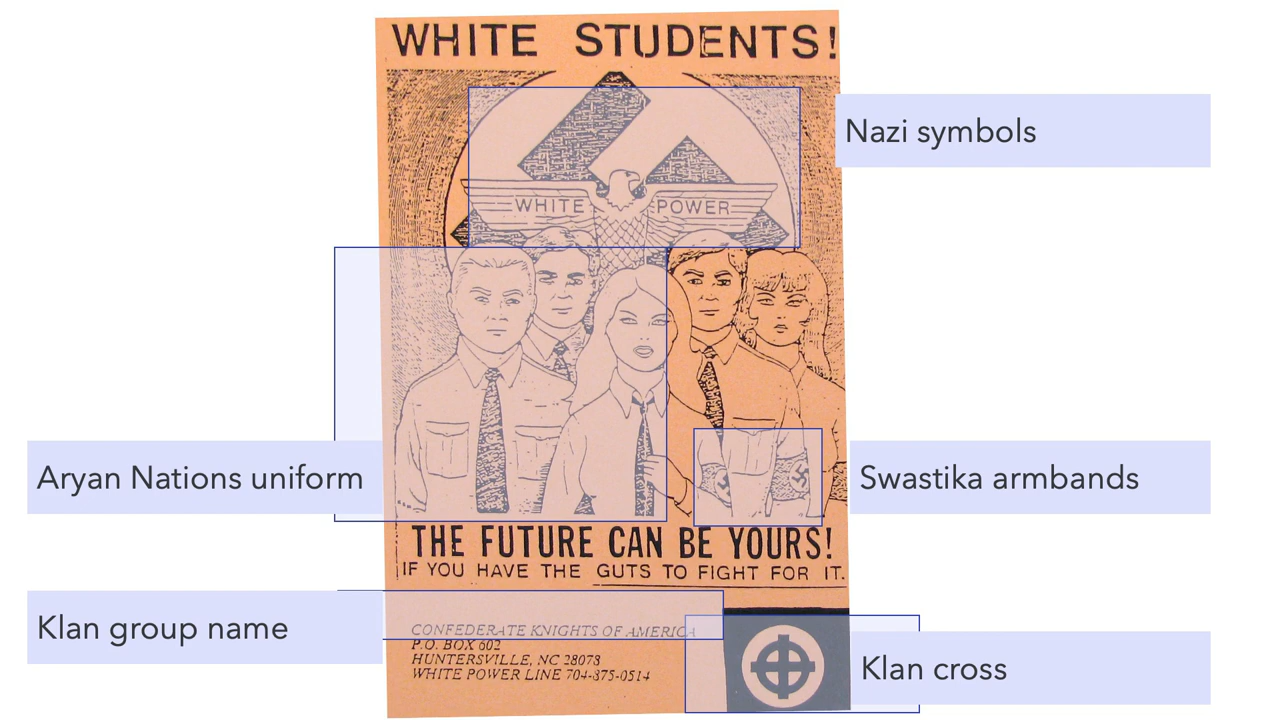 WHITE STUDENTS!
Nazi symbols
WHITE POWER
Aryan Nations uniform
Swastika armbands
THE FUTURE CAN BE YOURS!
IF YOU HAVE THE GUTS TO FIGHT FOR IT.
Klan group name
CONFEDERATE KNIGHTS OF AMERICA
P.O. BOX 602
HUNTERSVILLE, NC 28078
WHITE POWER LINE 704-875-0514
Klan cross